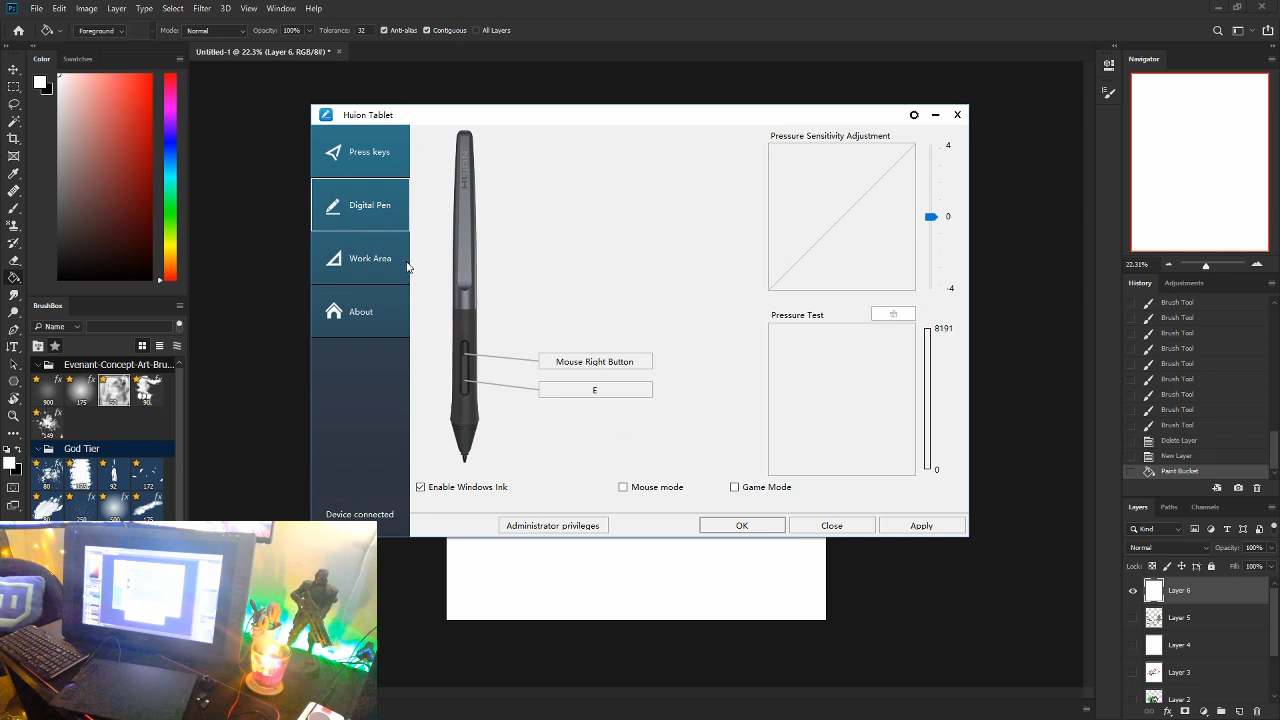 Ps File Edit Image Layer Type Select Filter 3D View Window Help
Foreground Mode: Normal Opacity: 100% Tolerance: 32 Anti-alias Contiguous All Layers
Untitled-1 @ 22.3% (Layer 6, RGB/8#) *
Color Swatches
BrushBox
Name
Evenant-Concept-Art-Bru...
900 175 50 90
149
God Tier
80 172
80 500 175
Huion Tablet
Press keys
Digital Pen
Work Area
About
Device connected
HUION
Mouse Right Button
E
Pressure Sensitivity Adjustment
4
0
-4
Pressure Test
8191
0
Enable Windows Ink Mouse mode Game Mode
Administrator privileges OK Close Apply
Navigator
22.31%
History Adjustments
Brush Tool
Brush Tool
Brush Tool
Brush Tool
Brush Tool
Brush Tool
Brush Tool
Brush Tool
Brush Tool
Delete Layer
New Layer
Paint Bucket
Layers Paths Channels
Kind
Normal Opacity: 100%
Lock: Fill: 100%
Layer 6
Layer 5
Layer 4
Layer 3
Layer 2